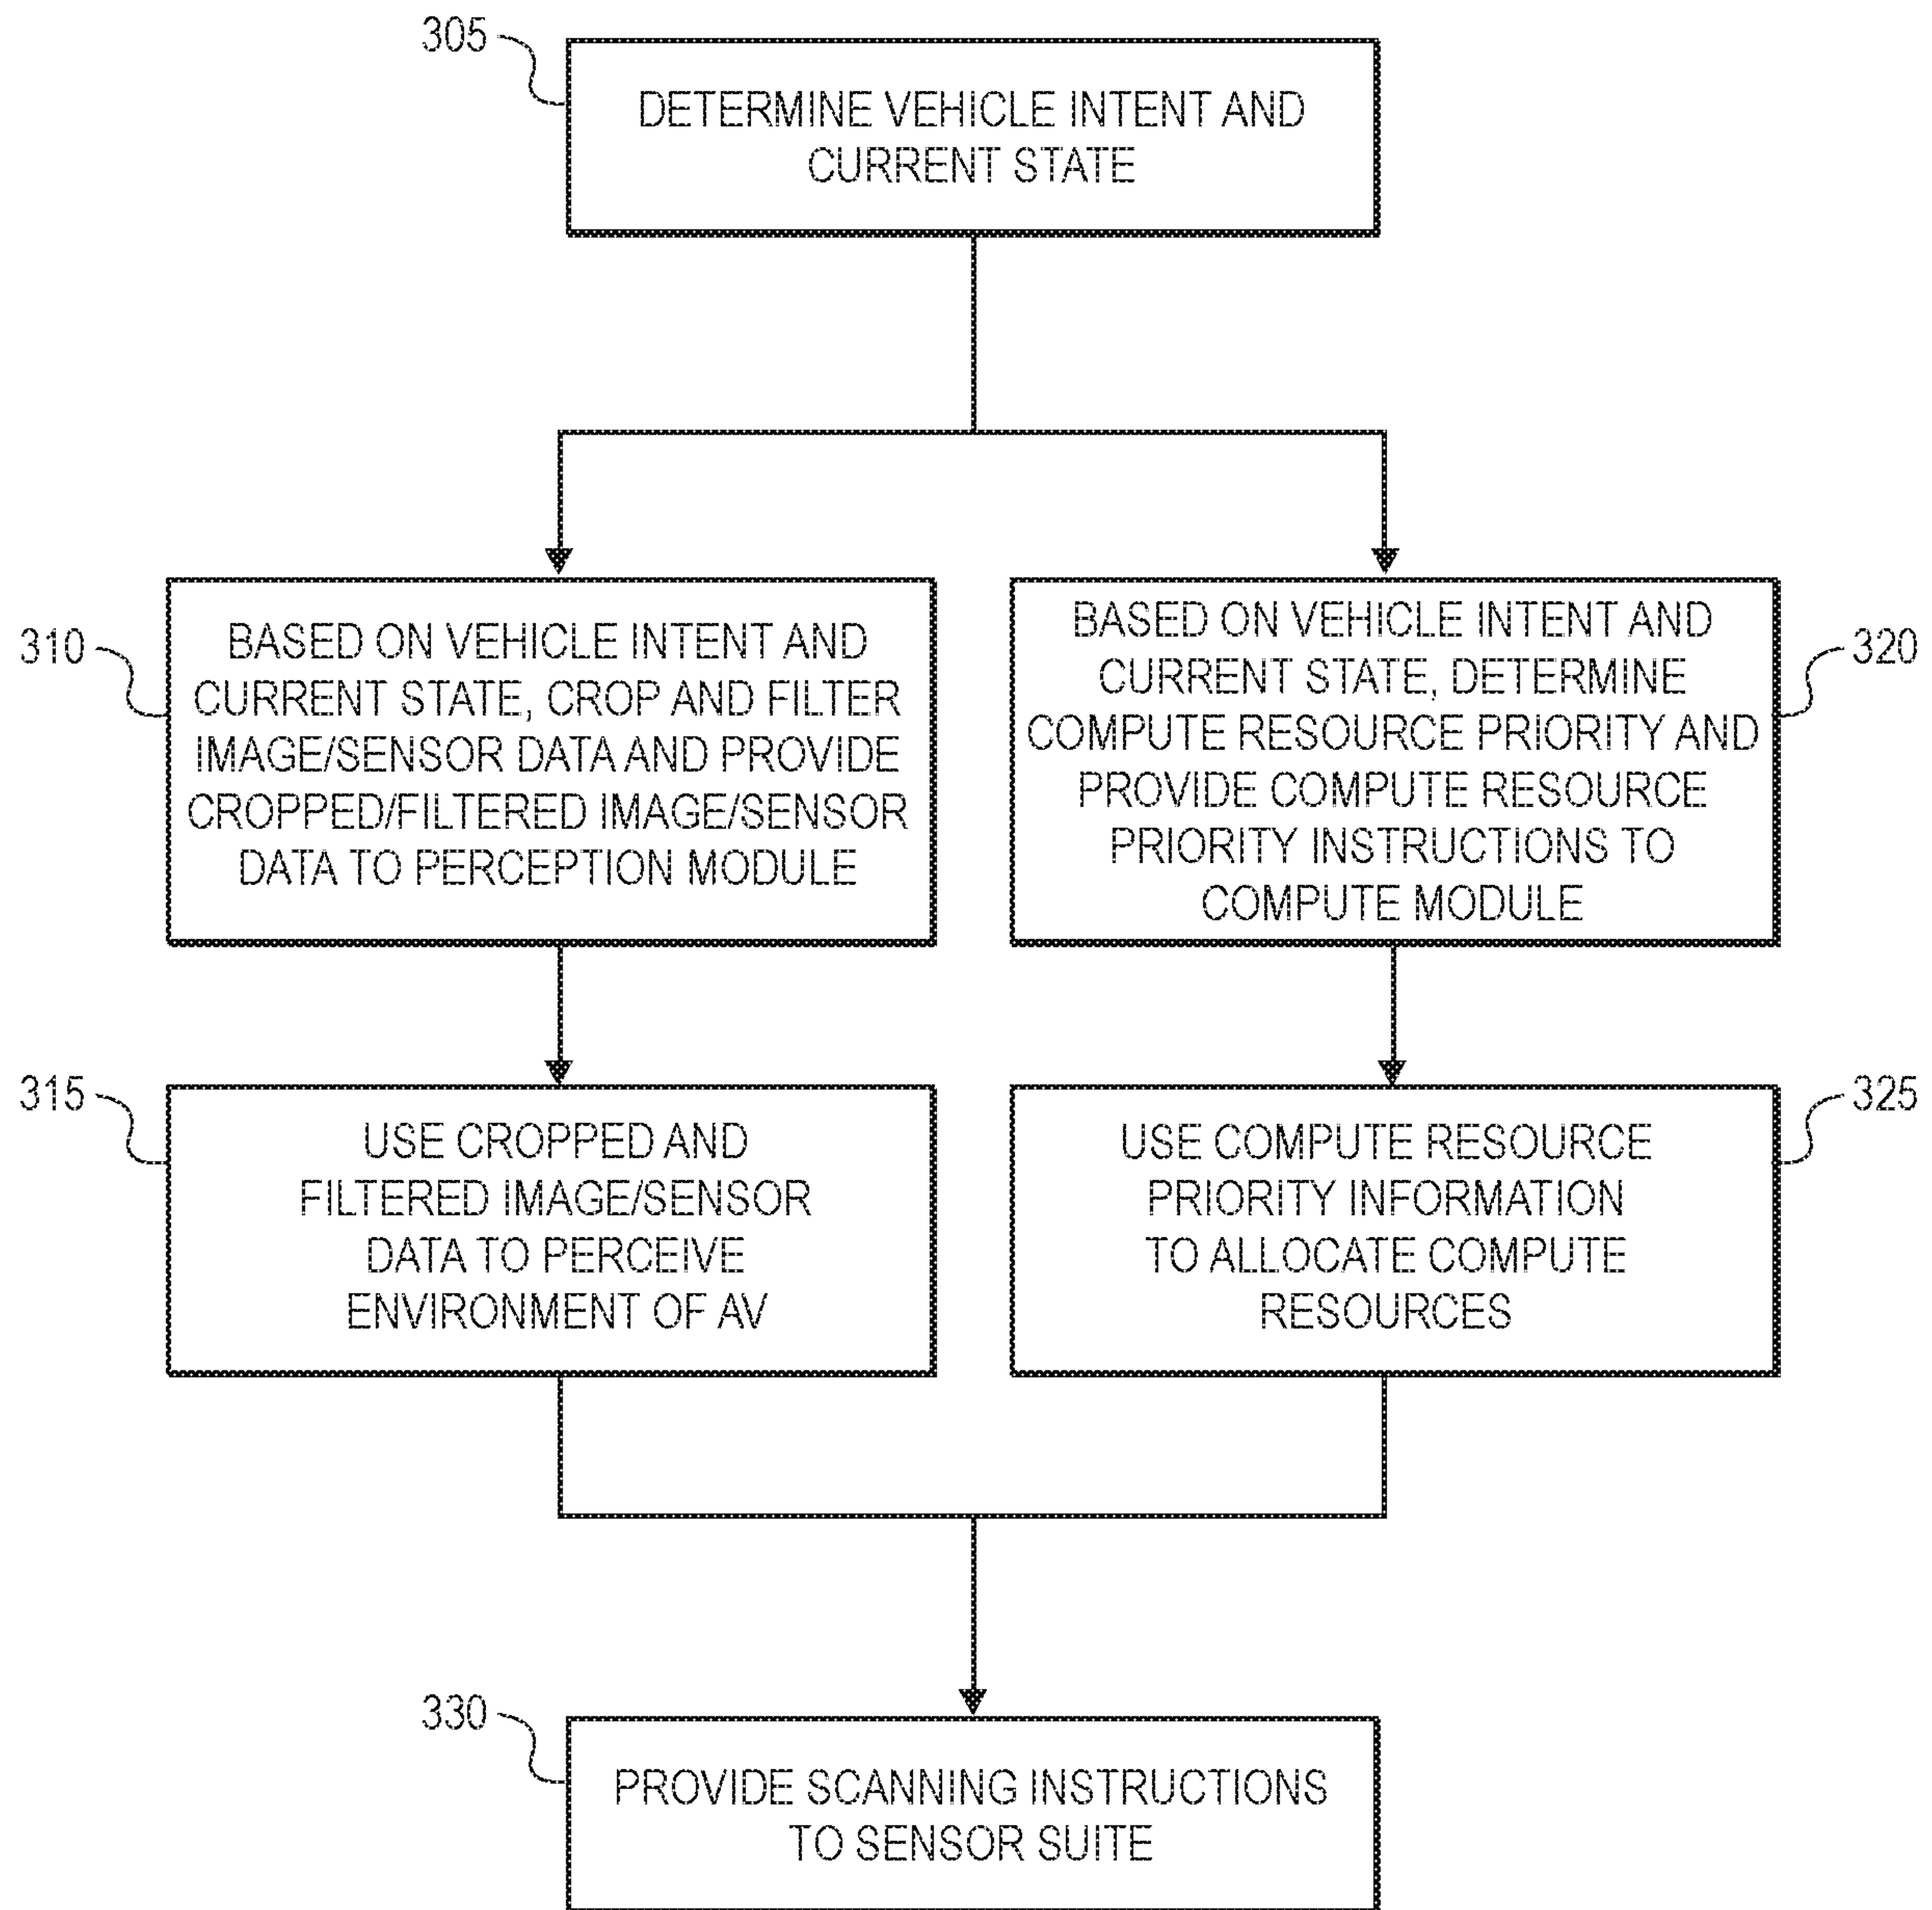 305
DETERMINE VEHICLE INTENT AND
CURRENT STATE
310
BASED ON VEHICLE INTENT AND
CURRENT STATE, CROP AND FILTER
IMAGE/SENSOR DATA AND PROVIDE
CROPPED/FILTERED IMAGE/SENSOR
DATA TO PERCEPTION MODULE
320
BASED ON VEHICLE INTENT AND
CURRENT STATE, DETERMINE
COMPUTE RESOURCE PRIORITY AND
PROVIDE COMPUTE RESOURCE
PRIORITY INSTRUCTIONS TO
COMPUTE MODULE
315
USE CROPPED AND
FILTERED IMAGE/SENSOR
DATA TO PERCEIVE
ENVIRONMENT OF AV
325
USE COMPUTE RESOURCE
PRIORITY INFORMATION
TO ALLOCATE COMPUTE
RESOURCES
330
PROVIDE SCANNING INSTRUCTIONS
TO SENSOR SUITE